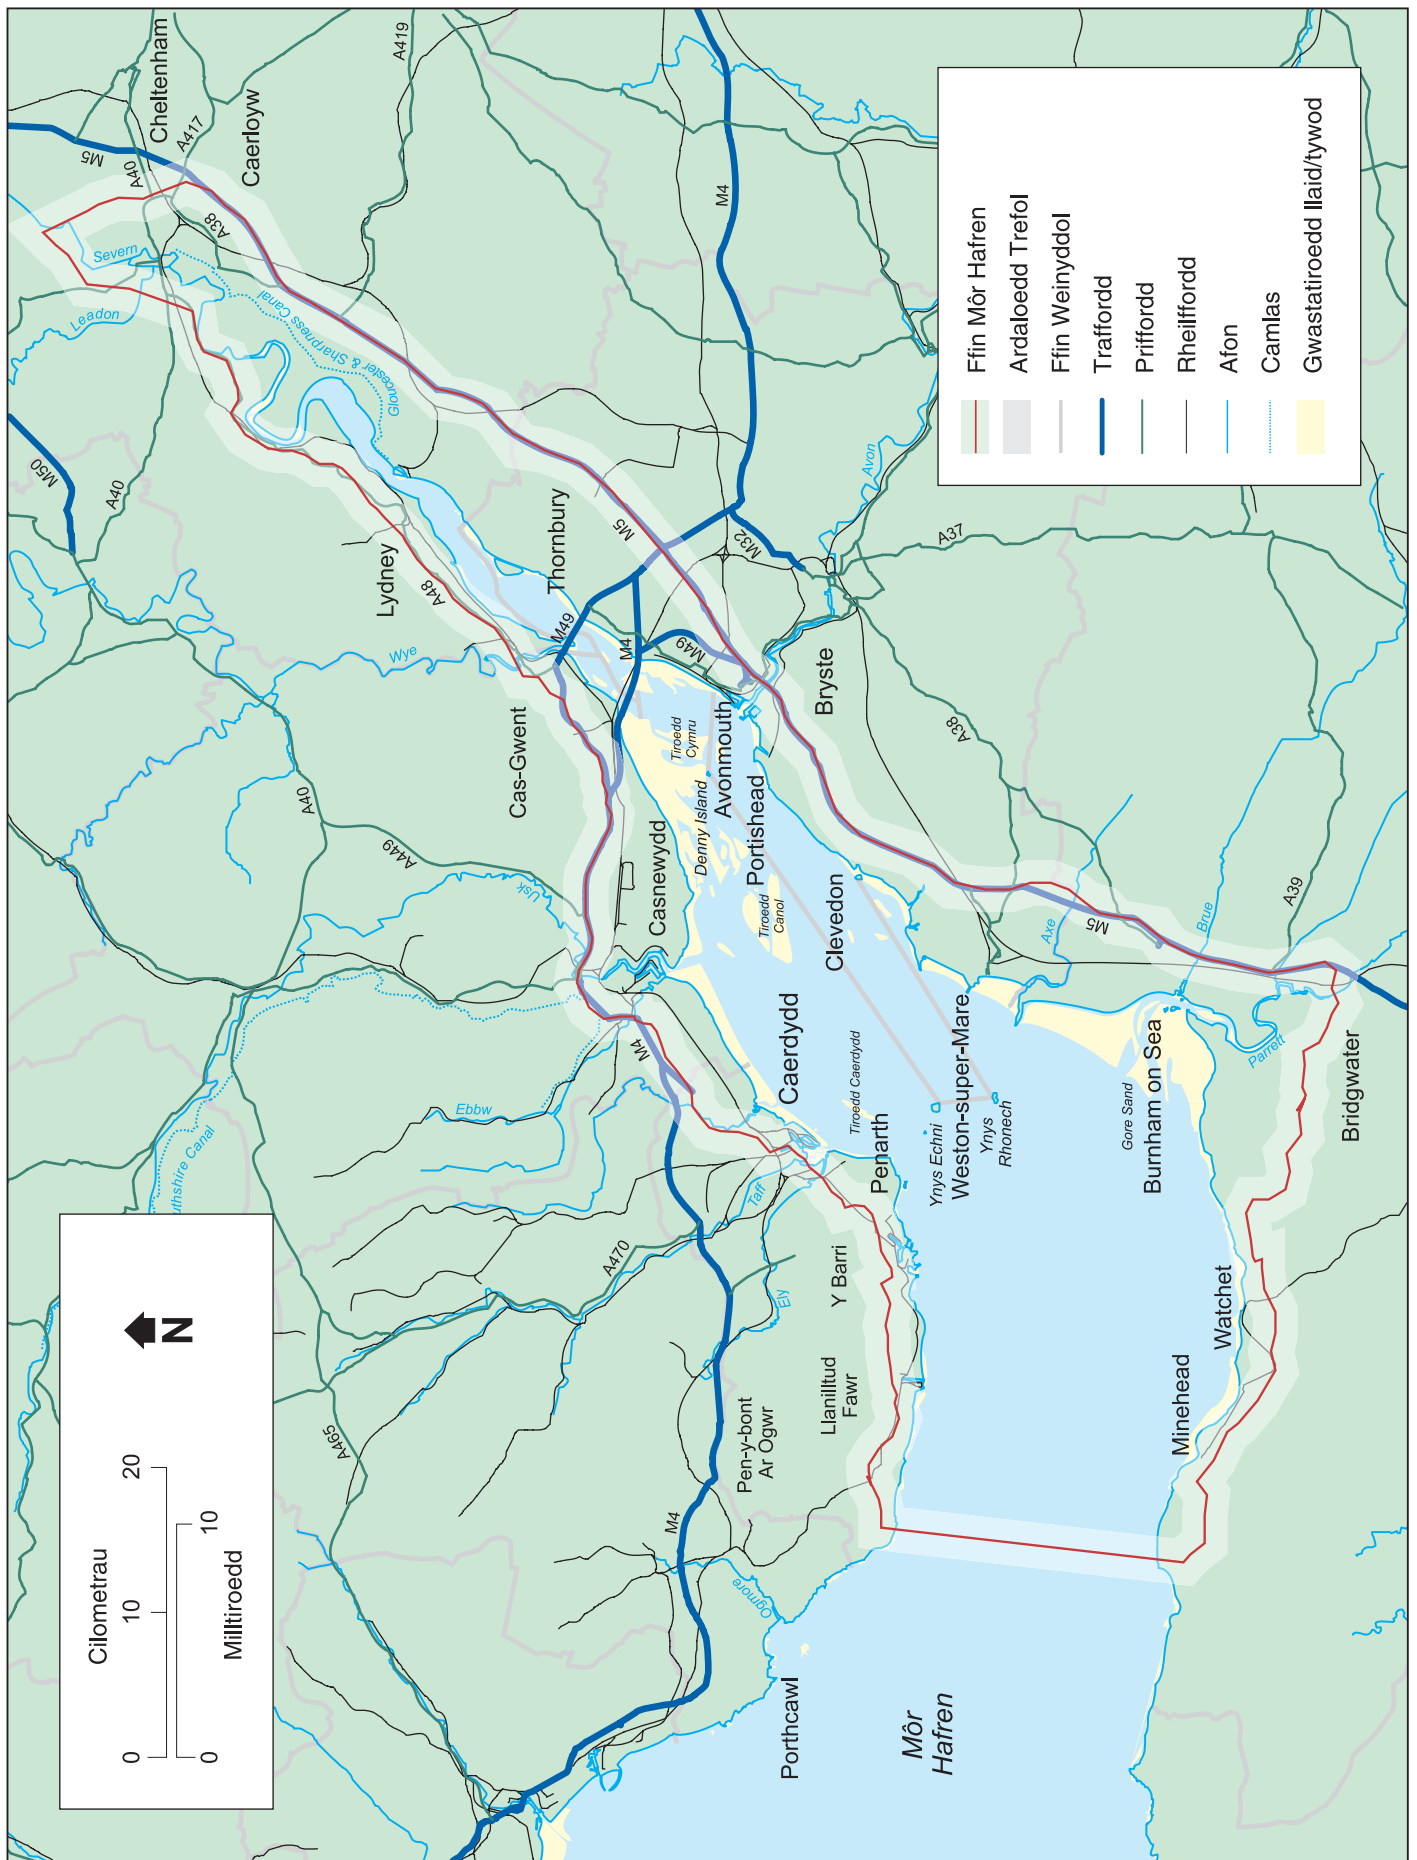 Cilometrau
0
10
20
0
10
Milltiroedd
N
Ffin Môr Hafren
Ardaloedd Trefol
Ffin Weinyddol
Traffordd
Priffordd
Rheilffordd
Afon
Camlas
Gwastatiroedd llaid/tywod
Cheltenham
Caerloyw
A419
A417
A40
M5
A38
Severn
Leadon
Gloucester & Sharpness Canal
M50
A40
Lydney
A48
Thornbury
M5
M4
M32
Avon
A37
Wye
M49
M4
M49
Bryste
A38
Cas-Gwent
A40
A449
Usk
Casnewydd
Tiroedd
Cymru
Denny Island
Avonmouth
Portishead
Tiroedd
Canol
Clevedon
Axe
M5
Brue
A39
Caerdydd
Tiroedd Caerdydd
Penarth
Ynys Echni
Weston-super-Mare
Ynys
Rhonech
Gore Sand
Burnham on Sea
Parrett
Bridgwater
M4
Ebbw
uthshire Canal
Taff
A470
Ely
Y Barri
Llanilltud
Fawr
Pen-y-bont
Ar Ogwr
A465
M4
Ogmore
Porthcawl
Môr
Hafren
Watchet
Minehead